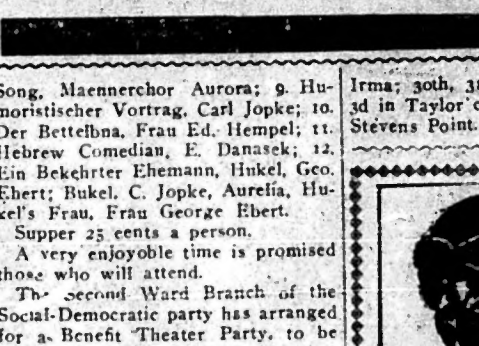 Song, Maennerchor Aurora; 9. Hu-
moristischer Vortrag, Carl Jopke; 10.
Der Bettelbna, Frau Ed. Hempel; 11.
Hebrew Comedian, E. Danasek; 12.
Ein Bekehrter Ehemann, Hukel, Geo.
Ebert; Bukel, C. Jopke, Aurelia, Hu-
kel's Frau, Frau George Ebert.
Supper 25 eents a person.
A very enjoyoble time is promised
those who will attend.
The Second Ward Branch of the
Social-Democratic party has arranged
for a Benefit Theater Party, to be
Irma; 30th,
3d in Taylor
Stevens Point.